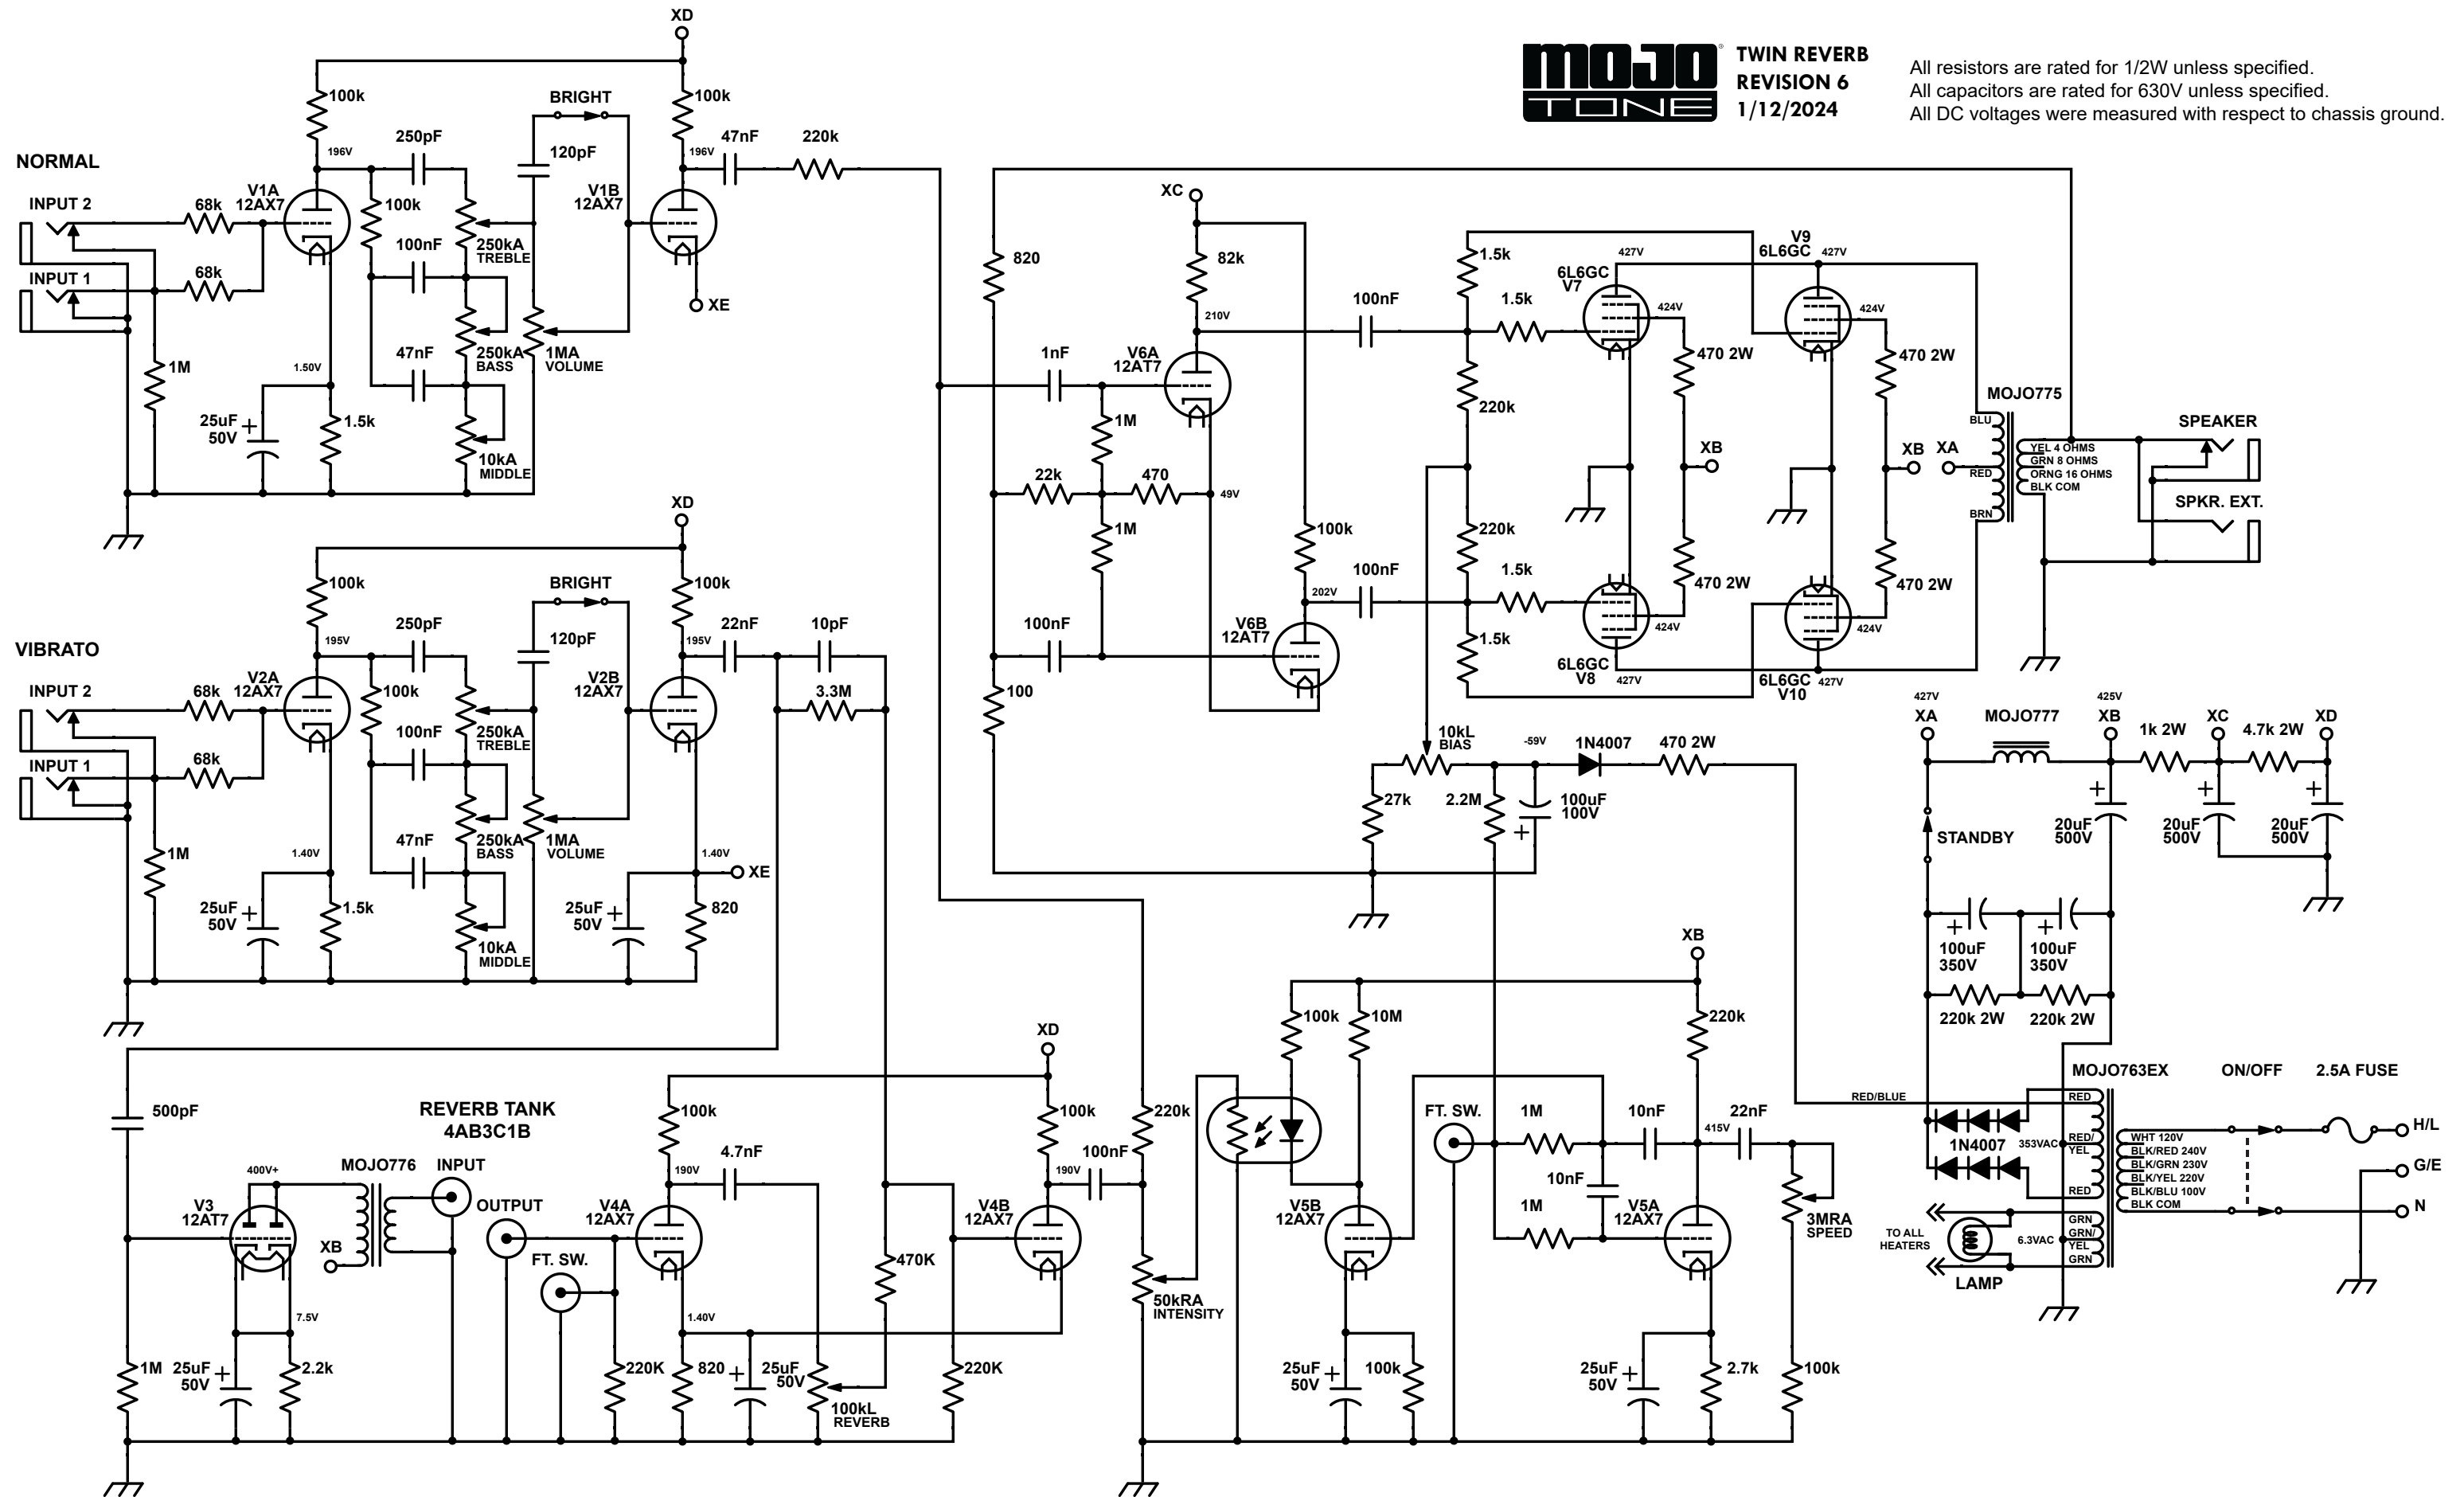 MOJO
TONE
®
TWIN REVERB
REVISION 6
1/12/2024
All resistors are rated for 1/2W unless specified.
All capacitors are rated for 630V unless specified.
All DC voltages were measured with respect to chassis ground.
XD
100k
BRIGHT
100k
250pF
47nF
220k
196V
120pF
196V
NORMAL
INPUT 2
68k
V1A
12AX7
100k
V1B
12AX7
100nF
250kA
TREBLE
INPUT 1
68k
XE
1M
1.50V
47nF
250kA
BASS
1MA
VOLUME
25uF
50V
+
1.5k
10kA
MIDDLE
XC
820
82k
210V
100nF
1nF
V6A
12AT7
1M
22k
470
49V
1M
100k
100nF
202V
100nF
V6B
12AT7
100
1.5k
6L6GC
V7
427V
V9
6L6GC
427V
1.5k
424V
424V
470 2W
470 2W
220k
XB
XB
XA
220k
1.5k
470 2W
470 2W
1.5k
424V
424V
6L6GC
V8
427V
6L6GC
V10
427V
MOJO775
BLU
RED
BRN
YEL 4 OHMS
GRN 8 OHMS
ORNG 16 OHMS
BLK COM
SPEAKER
SPKR. EXT.
XD
100k
BRIGHT
100k
250pF
22nF
10pF
195V
120pF
195V
VIBRATO
INPUT 2
68k
V2A
12AX7
100k
V2B
12AX7
3.3M
100nF
250kA
TREBLE
INPUT 1
68k
1M
1.40V
47nF
250kA
BASS
1MA
VOLUME
1.40V
XE
25uF
50V
+
1.5k
10kA
MIDDLE
25uF
50V
+
820
10kL
BIAS
-59V
1N4007
470 2W
27k
2.2M
100uF
100V
+
427V
XA
MOJO777
425V
XB
1k 2W
XC
4.7k 2W
XD
+
20uF
500V
+
20uF
500V
+
20uF
500V
STANDBY
+
100uF
350V
+
100uF
350V
220k 2W
220k 2W
MOJO763EX
ON/OFF
2.5A FUSE
RED/BLUE
RED
1N4007
353VAC
RED/
YEL
RED
WHT 120V
BLK/RED 240V
BLK/GRN 230V
BLK/YEL 220V
BLK/BLU 100V
BLK COM
H/L
G/E
N
TO ALL
HEATERS
6.3VAC
GRN
GRN/
YEL
GRN
LAMP
500pF
REVERB TANK
4AB3C1B
MOJO776
INPUT
400V+
V3
12AT7
XB
7.5V
1M
25uF
50V
+
2.2k
OUTPUT
FT. SW.
XD
100k
100k
4.7nF
190V
V4A
12AX7
190V
100nF
V4B
12AX7
220k
1.40V
470K
220K
820
+
25uF
50V
100kL
REVERB
220K
50kRA
INTENSITY
XB
100k
10M
220k
FT. SW.
1M
10nF
415V
22nF
10nF
1M
V5B
12AX7
V5A
12AX7
3MRA
SPEED
25uF
50V
+
100k
25uF
50V
+
2.7k
100k